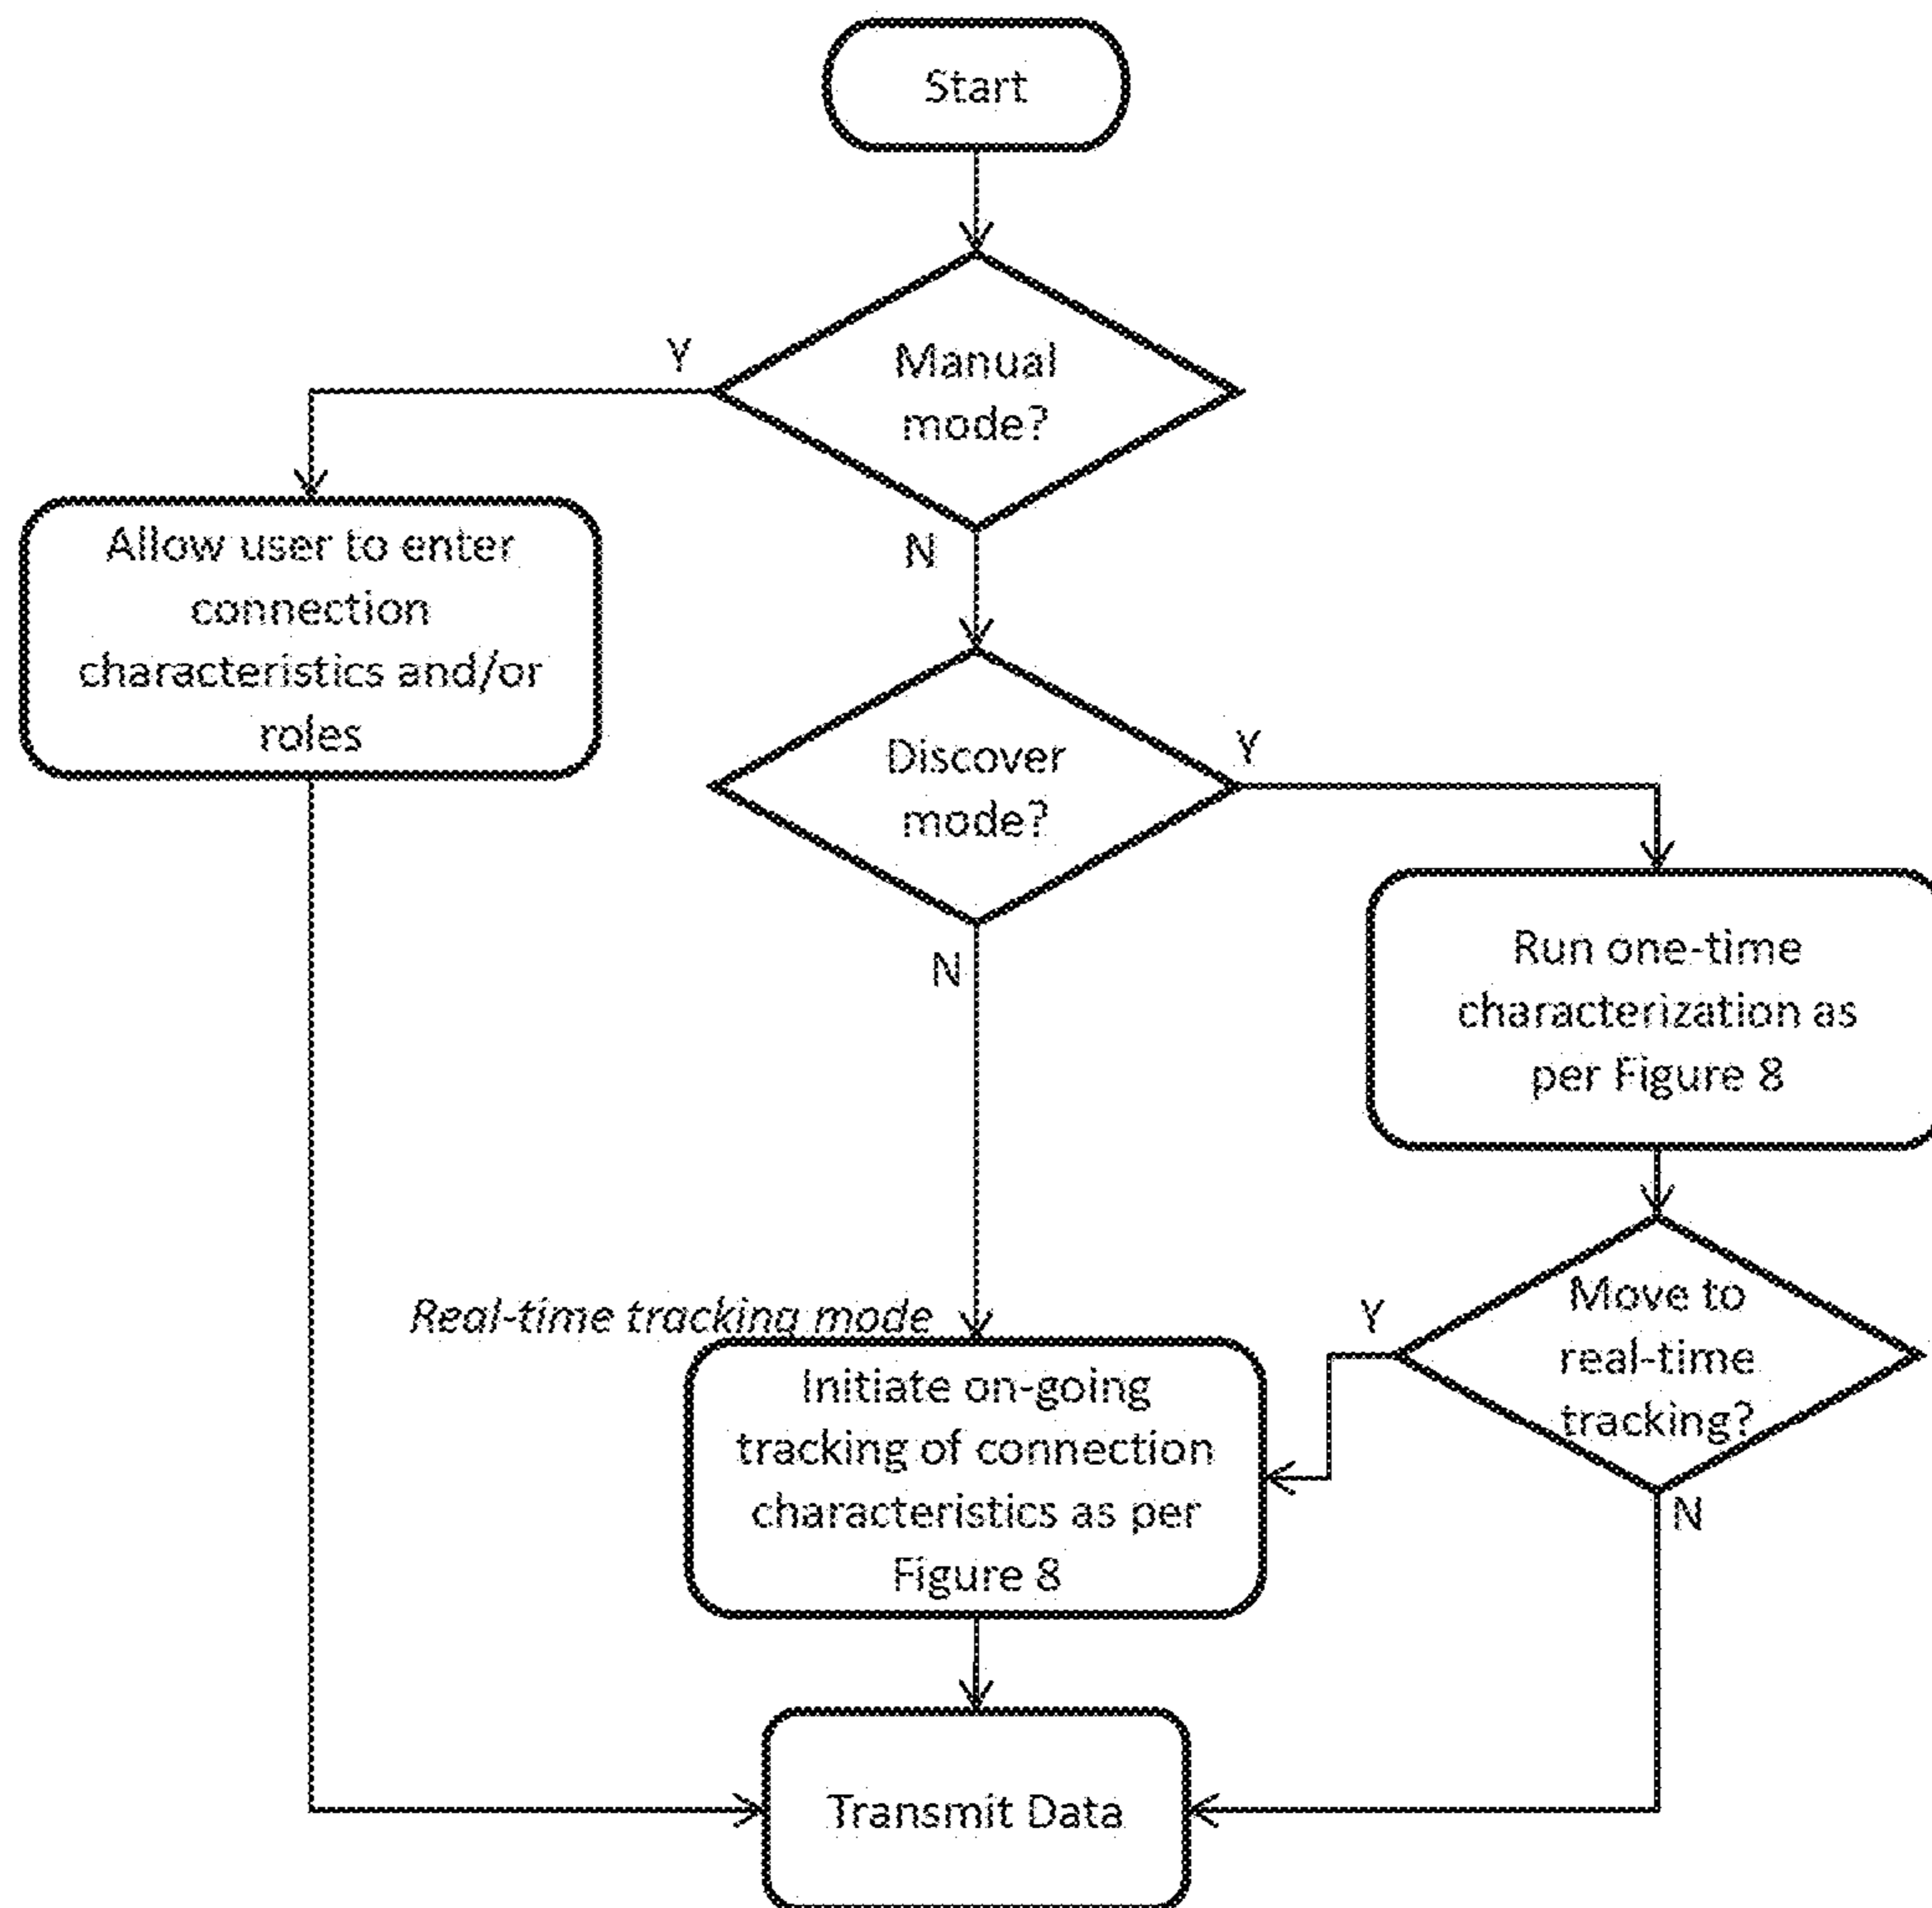 Start
Manual
mode?
Y
N
Allow user to enter
connection
characteristics and/or
roles
Discover
mode?
Y
N
Run one-time
characterization as
per Figure 8
Move to
real-time
tracking?
Y
N
Real-time tracking mode
Initiate on-going
tracking of connection
characteristics as per
Figure 8
Transmit Data